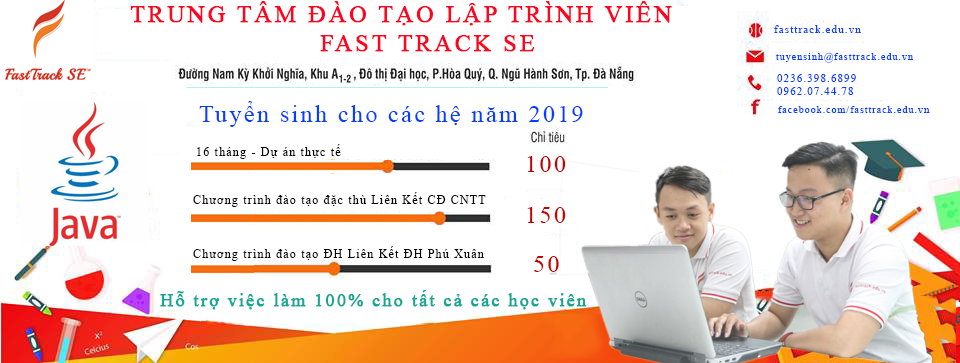 TRUNG TÂM ĐÀO TẠO LẬP TRÌNH VIÊN
FAST TRACK SE
FastTrack SE™
Đường Nam Kỳ Khởi Nghĩa, Khu A1-2 , Đô thị Đại học, P.Hòa Quý, Q. Ngũ Hành Sơn, Tp. Đà Nẵng
fasttrack.edu.vn
tuyensinh@fasttrack.edu.vn
0236.398.6899
0962.07.44.78
facebook.com/fasttrack.edu.vn
Tuyển sinh cho các hệ năm 2019
Chỉ tiêu
16 tháng - Dự án thực tế
100
Chương trình đào tạo đặc thù Liên Kết CĐ CNTT
150
Chương trình đào tạo ĐH Liên Kết ĐH Phú Xuân
50
Java™
Hỗ trợ việc làm 100% cho tất cả các học viên
DELL
X²
Celcius
Cos